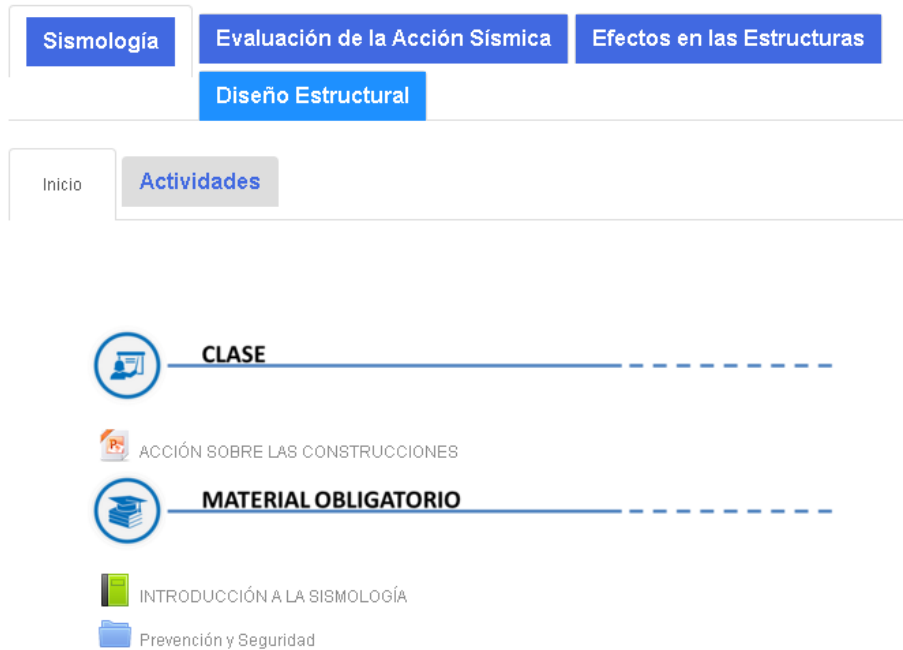 Sismología Evaluación de la Acción Sísmica Efectos en las Estructuras
Diseño Estructural
Inicio Actividades
CLASE
ACCIÓN SOBRE LAS CONSTRUCCIONES
MATERIAL OBLIGATORIO
INTRODUCCIÓN A LA SISMOLOGÍA
Prevención y Seguridad